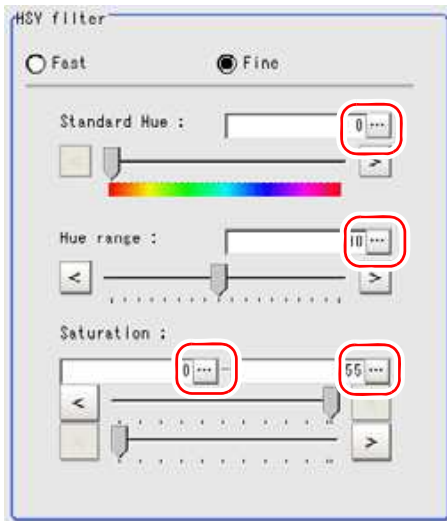 HSV filter
Fast Fine
Standard Hue : 0 ...
< >
Hue range : 10 ...
< >
Saturation :
0 ... - 55 ...
<
>